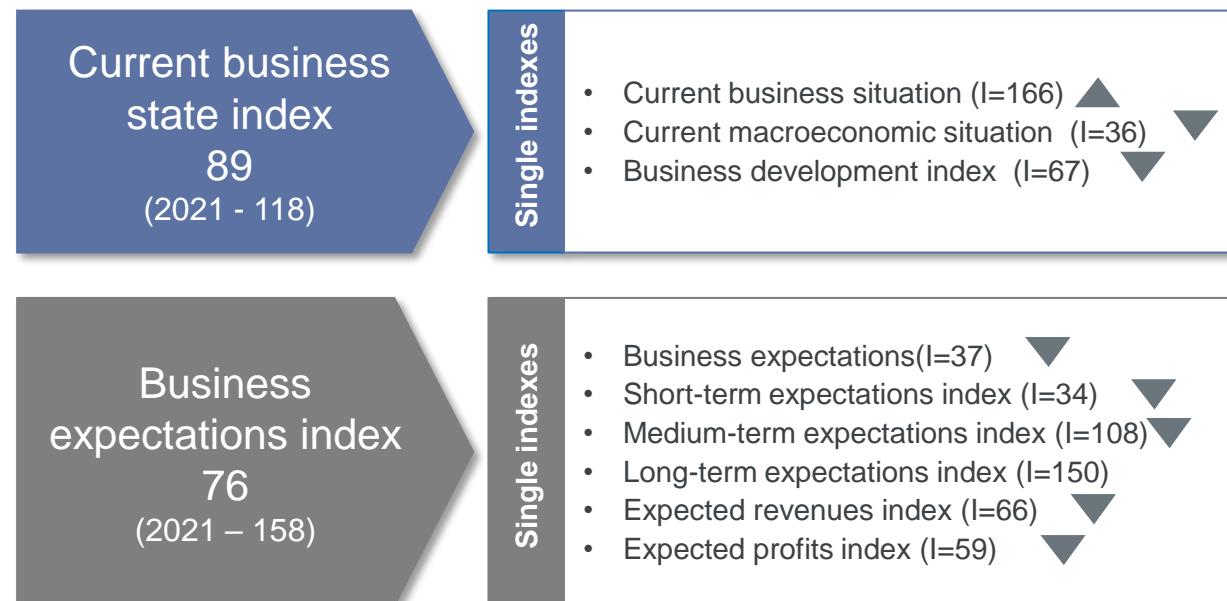 Current business
state index
89
(2021 - 118)
Single indexes
• Current business situation (I=166)
• Current macroeconomic situation (I=36)
• Business development index (I=67)
Business
expectations index
76
(2021 – 158)
Single indexes
• Business expectations(I=37)
• Short-term expectations index (I=34)
• Medium-term expectations index (I=108)
• Long-term expectations index (I=150)
• Expected revenues index (I=66)
• Expected profits index (I=59)